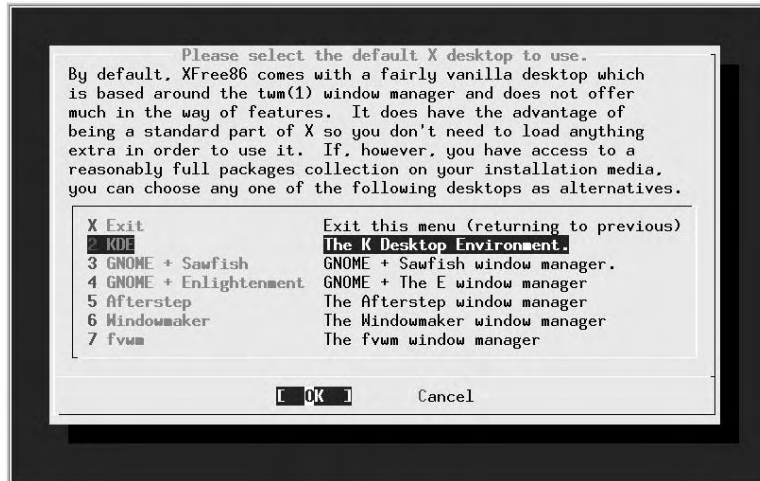 Please select the default X desktop to use.
By default, XFree86 comes with a fairly vanilla desktop which
is based around the twm(1) window manager and does not offer
much in the way of features.  It does have the advantage of
being a standard part of X so you don't need to load anything
extra in order to use it.  If, however, you have access to a
reasonably full packages collection on your installation media,
you can choose any one of the following desktops as alternatives.
X Exit Exit this menu (returning to previous)
2 KDE The K Desktop Environment.
3 GNOME + Sawfish GNOME + Sawfish window manager.
4 GNOME + Enlightenment GNOME + The E window manager
5 Afterstep The Afterstep window manager
6 Windowmaker The Windowmaker window manager
7 fvwm The fvwm window manager
[ OK ] Cancel